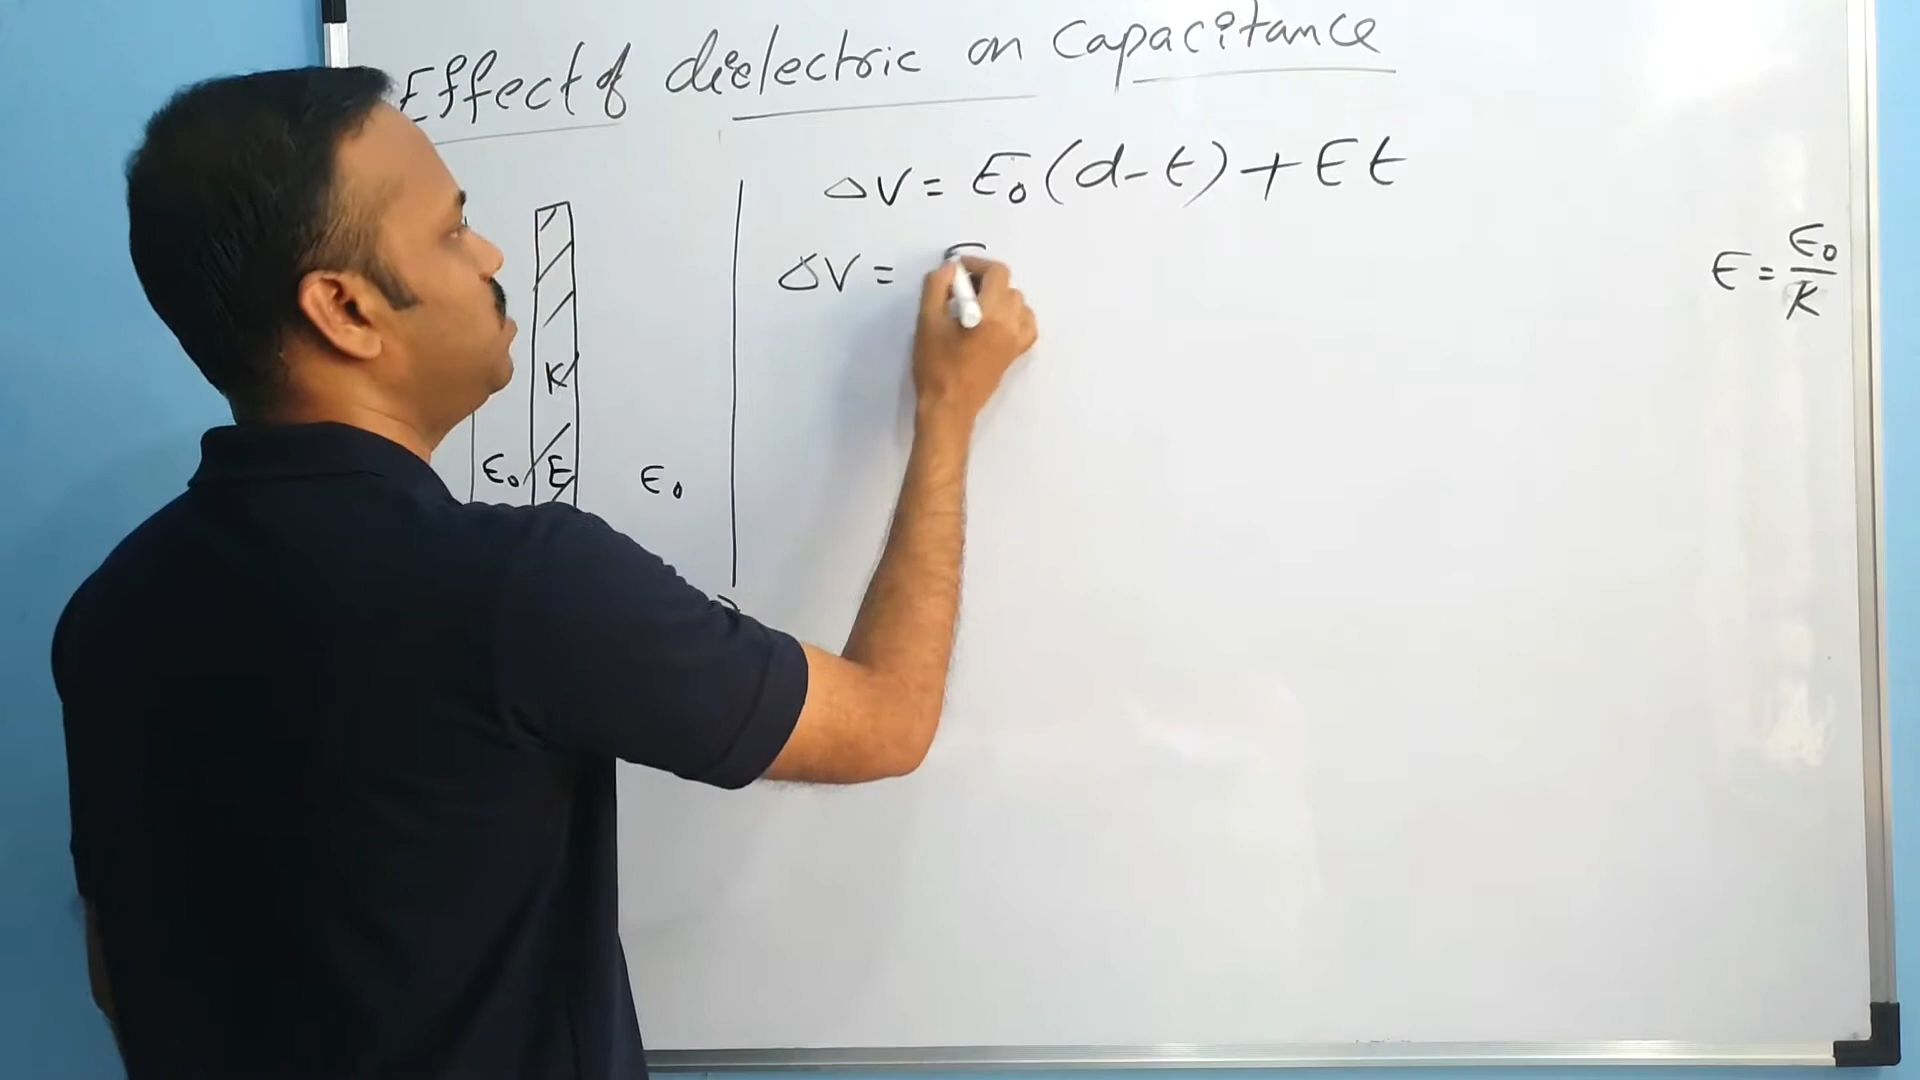 Effect of dielectric on Capacitance
ΔV = E₀(d-t) + Et
ΔV = E
E = E₀/K
K
E₀ E E₀